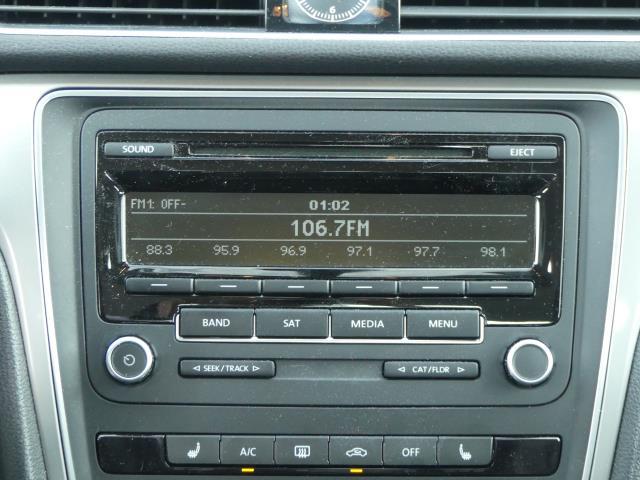 6
SOUND
EJECT
FM1: OFF-
01:02
106.7FM
88.3 95.9 96.9 97.1 97.7 98.1
BAND SAT MEDIA MENU
SEEK/TRACK
CAT/FLDR
A/C OFF